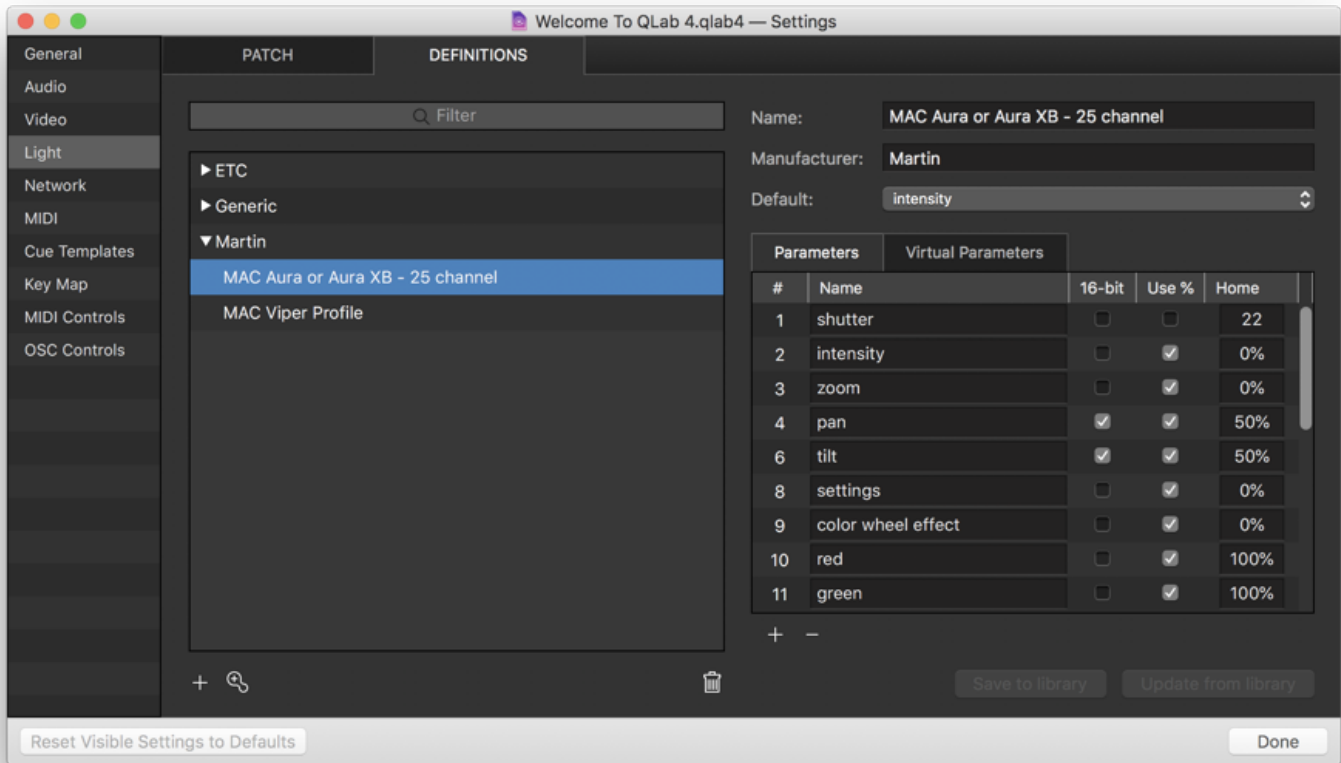 Welcome To QLab 4.qlab4 — Settings
General
Audio
Video
Light
Network
MIDI
Cue Templates
Key Map
MIDI Controls
OSC Controls
PATCH
DEFINITIONS
Filter
ETC
Generic
Martin
MAC Aura or Aura XB - 25 channel
MAC Viper Profile
Name: MAC Aura or Aura XB - 25 channel
Manufacturer: Martin
Default: intensity
Parameters
Virtual Parameters
# Name 16-bit Use % Home
1 shutter 22
2 intensity 0%
3 zoom 0%
4 pan 50%
6 tilt 50%
8 settings 0%
9 color wheel effect 0%
10 red 100%
11 green 100%
Save to library
Update from library
Reset Visible Settings to Defaults
Done